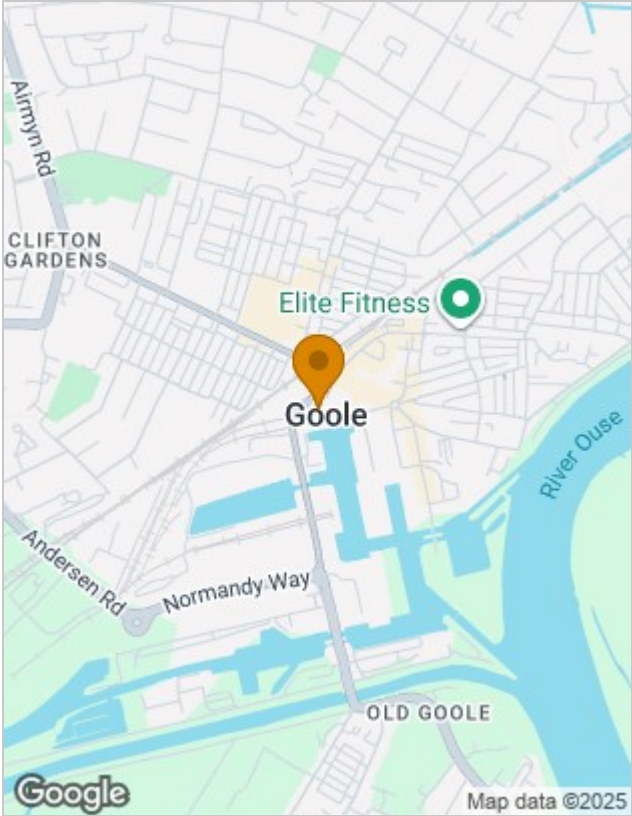 Airmyn Rd
CLIFTON
GARDENS
Elite Fitness
Goole
River Ouse
Andersen Rd
Normandy Way
OLD GOOLE
Google
Map data ©2025